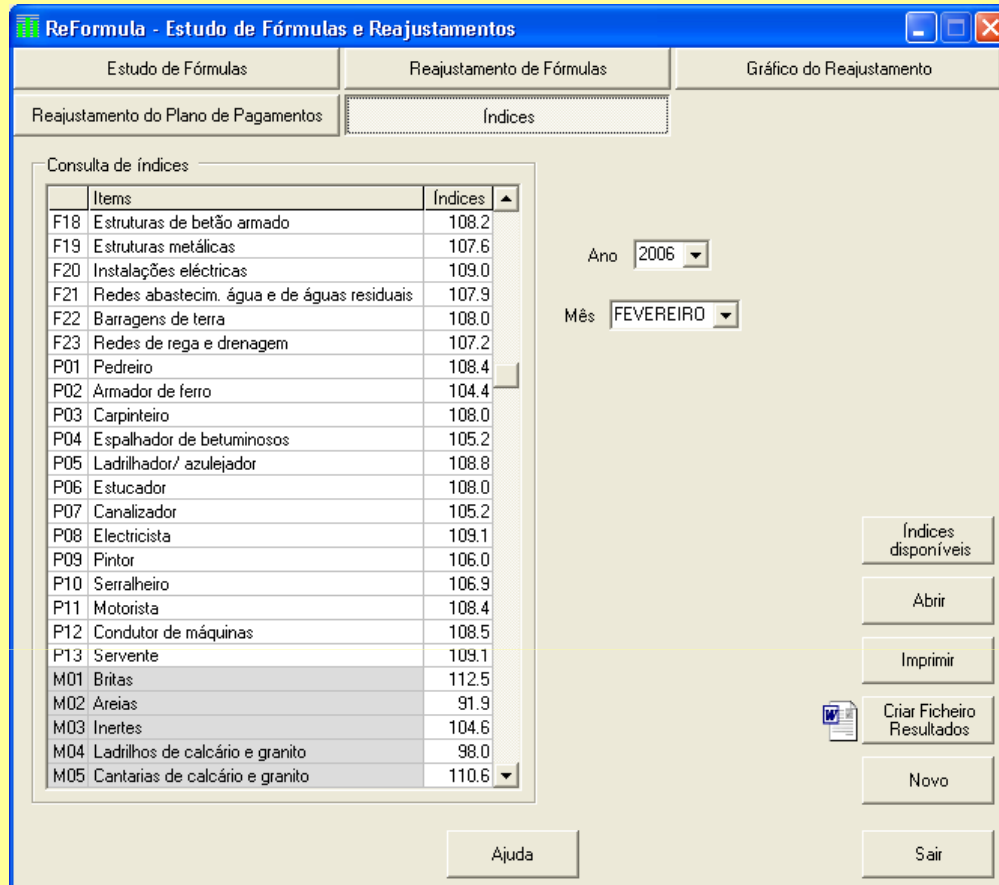 ReFormula - Estudo de Fórmulas e Reajustamentos
Estudo de Fórmulas
Reajustamento de Fórmulas
Gráfico do Reajustamento
Reajustamento do Plano de Pagamentos
Índices
Consulta de índices
Items Índices
F18 Estruturas de betão armado 108.2
F19 Estruturas metálicas 107.6
F20 Instalações eléctricas 109.0
F21 Redes abastecim. água e de águas residuais 107.9
F22 Barragens de terra 108.0
F23 Redes de rega e drenagem 107.2
P01 Pedreiro 108.4
P02 Armador de ferro 104.4
P03 Carpinteiro 108.0
P04 Espalhador de betuminosos 105.2
P05 Ladrilhador/ azulejador 108.8
P06 Estucador 108.0
P07 Canalizador 105.2
P08 Electricista 109.1
P09 Pintor 106.0
P10 Serralheiro 106.9
P11 Motorista 108.4
P12 Condutor de máquinas 108.5
P13 Servente 109.1
M01 Britas 112.5
M02 Areias 91.9
M03 Inertes 104.6
M04 Ladrilhos de calcário e granito 98.0
M05 Cantarias de calcário e granito 110.6
Ano 2006
Mês FEVEREIRO
Índices
disponíveis
Abrir
Imprimir
W
Criar Ficheiro
Resultados
Novo
Ajuda
Sair